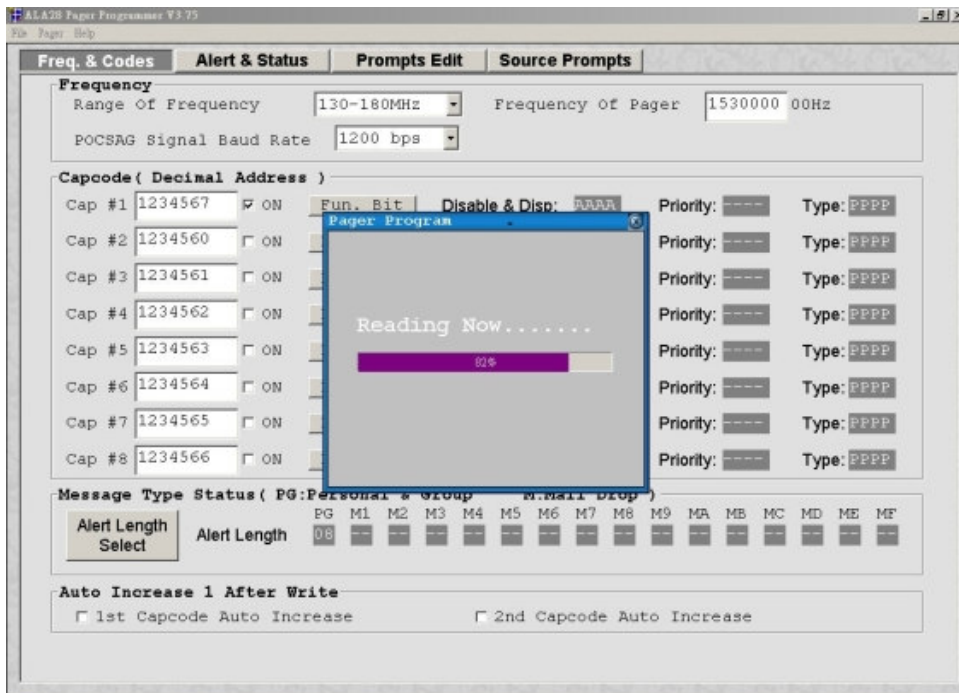 ALA28 Pager Programmer V3.75
File Pager Help
Freq. & Codes Alert & Status Prompts Edit Source Prompts
Frequency
Range Of Frequency 130-180MHz Frequency Of Pager 1530000 00Hz
POCSAG Signal Baud Rate 1200 bps
Capcode( Decimal Address )
Cap #1 1234567 ON Fun. Bit Disable & Disp: AAAA Priority: ---- Type: PPPP
Pager Program
Cap #2 1234560 ON Priority: ---- Type: PPPP
Cap #3 1234561 ON Priority: ---- Type: PPPP
Cap #4 1234562 ON Priority: ---- Type: PPPP
Reading Now.......
Cap #5 1234563 ON Priority: ---- Type: PPPP
82%
Cap #6 1234564 ON Priority: ---- Type: PPPP
Cap #7 1234565 ON Priority: ---- Type: PPPP
Cap #8 1234566 ON Priority: ---- Type: PPPP
Message Type Status( PG:Personal & Group M:Mail Drop )
PG M1 M2 M3 M4 M5 M6 M7 M8 M9 MA MB MC MD ME MF
Alert Length Select Alert Length 08 -- -- -- -- -- -- -- -- -- -- -- -- -- -- --
Auto Increase 1 After Write
1st Capcode Auto Increase 2nd Capcode Auto Increase